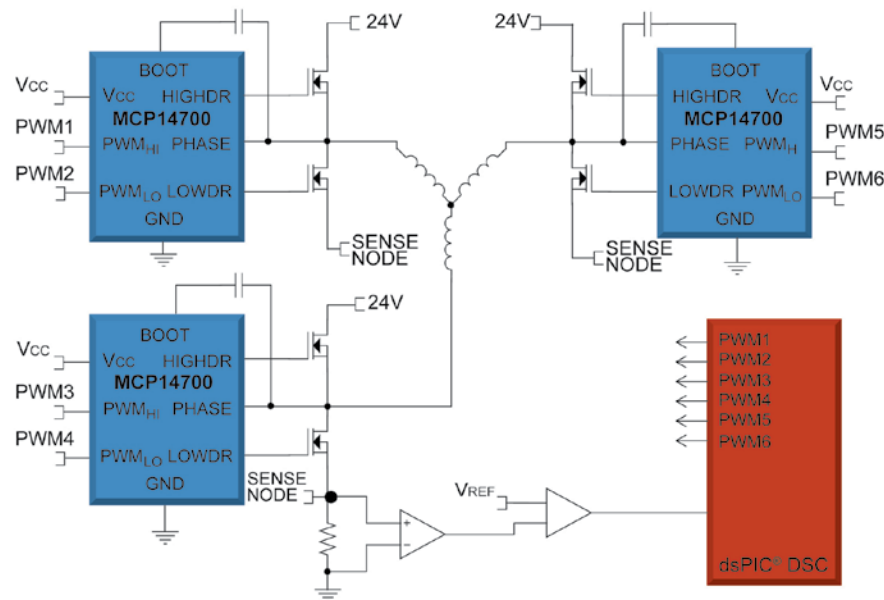 24V
24V
BOOT
VCC
VCC
HIGHDR
MCP14700
PWM1
PWMHI
PHASE
PWM2
PWMLO
LOWDR
GND
SENSE
NODE
BOOT
HIGHDR
VCC
VCC
MCP14700
PHASE
PWMH
PWM5
LOWDR
PWMLO
PWM6
GND
SENSE
NODE
24V
BOOT
VCC
VCC
HIGHDR
MCP14700
PWM3
PWMHI
PHASE
PWM4
PWMLO
LOWDR
GND
SENSE
NODE
+
−
VREF
PWM1
PWM2
PWM3
PWM4
PWM5
PWM6
dsPIC® DSC